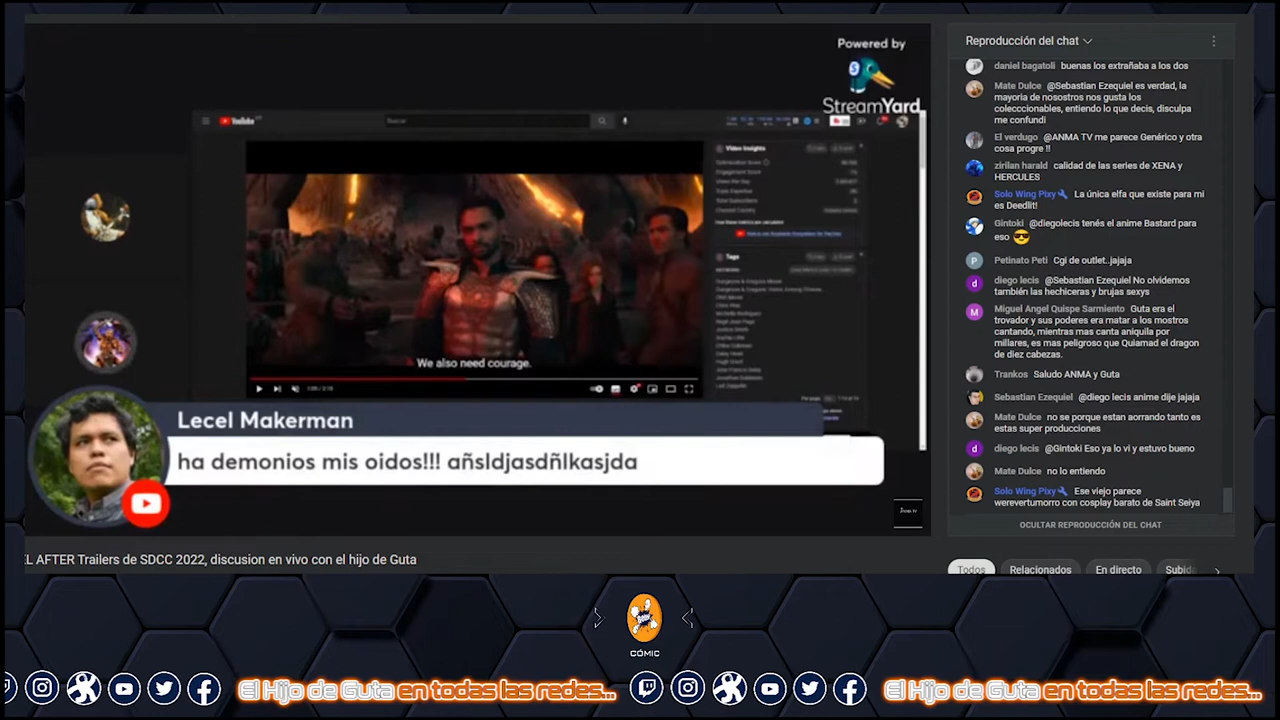 Powered by
StreamYard
YouTube
Buscar
Video Insights
Tags
We also need courage.
Lecel Makerman
ha demonios mis oidos!!! añsldjasdñlkasjda
EL AFTER Trailers de SDCC 2022, discusion en vivo con el hijo de Guta
Reproducción del chat
daniel bagatoli buenas los extrañaba a los dos
Mate Dulce @Sebastian Ezequiel es verdad, la
mayoria de nosostros nos gusta los
colecccionables, entiendo lo que decis, disculpa
me confundi
El verdugo @ANMA TV me parece Genérico y otra
cosa progre !!
zirilan harald calidad de las series de XENA y
HERCULES
Solo Wing Pixy La única elfa que existe para mi
es Deedlit!
Gintoki @diegolecis tenés el anime Bastard para
eso
Petinato Peti Cgi de outlet..jajaja
diego lecis @Sebastian Ezequiel No olvidemos
también las hechiceras y brujas sexys
Miguel Angel Quispe Sarmiento Guta era el
trovador y sus poderes era matar a los mostros
cantando, mientras mas canta aniquila por
millares, es mas peligroso que Quiamad el dragon
de diez cabezas.
Trankos Saludo ANMA y Guta
Sebastian Ezequiel @diego lecis anime dije jajaja
Mate Dulce no se porque estan aorrando tanto es
estas super producciones
diego lecis @Gintoki Eso ya lo vi y estuvo bueno
Mate Dulce no lo entiendo
Solo Wing Pixy Ese viejo parece
werevertumorro con cosplay barato de Saint Seiya
OCULTAR REPRODUCCIÓN DEL CHAT
Todos Relacionados En directo Subid
CÓMIC
El Hijo de Guta en todas las redes...
El Hijo de Guta en todas las redes...